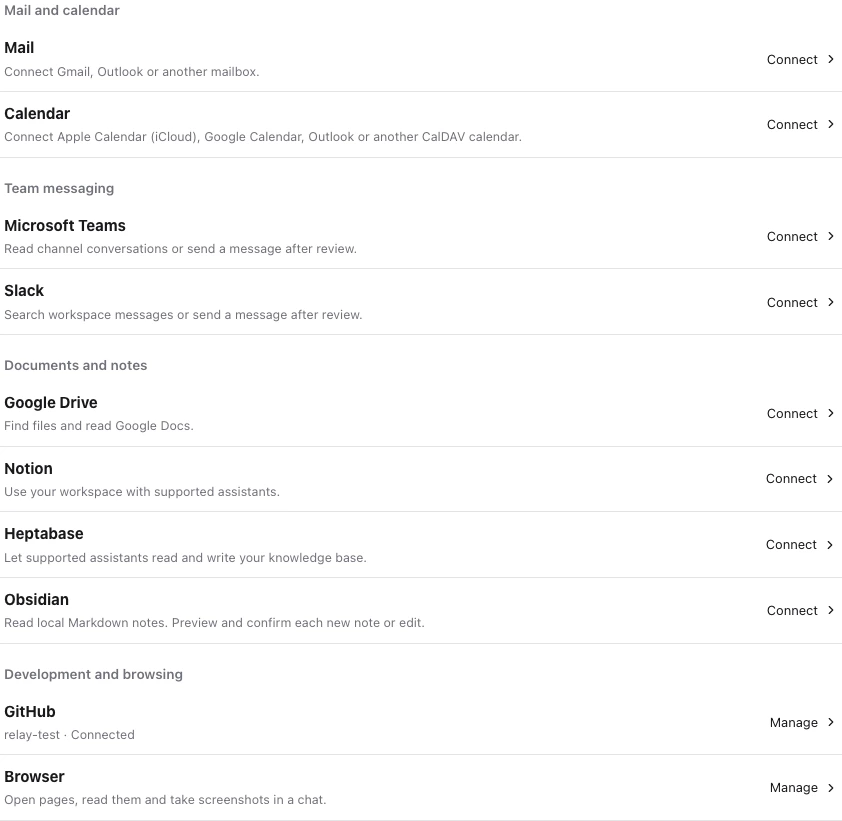 Mail and calendar
Mail
Connect Gmail, Outlook or another mailbox.
Connect
Calendar
Connect Apple Calendar (iCloud), Google Calendar, Outlook or another CalDAV calendar.
Connect
Team messaging
Microsoft Teams
Read channel conversations or send a message after review.
Connect
Slack
Search workspace messages or send a message after review.
Connect
Documents and notes
Google Drive
Find files and read Google Docs.
Connect
Notion
Use your workspace with supported assistants.
Connect
Heptabase
Let supported assistants read and write your knowledge base.
Connect
Obsidian
Read local Markdown notes. Preview and confirm each new note or edit.
Connect
Development and browsing
GitHub
relay-test · Connected
Manage
Browser
Open pages, read them and take screenshots in a chat.
Manage